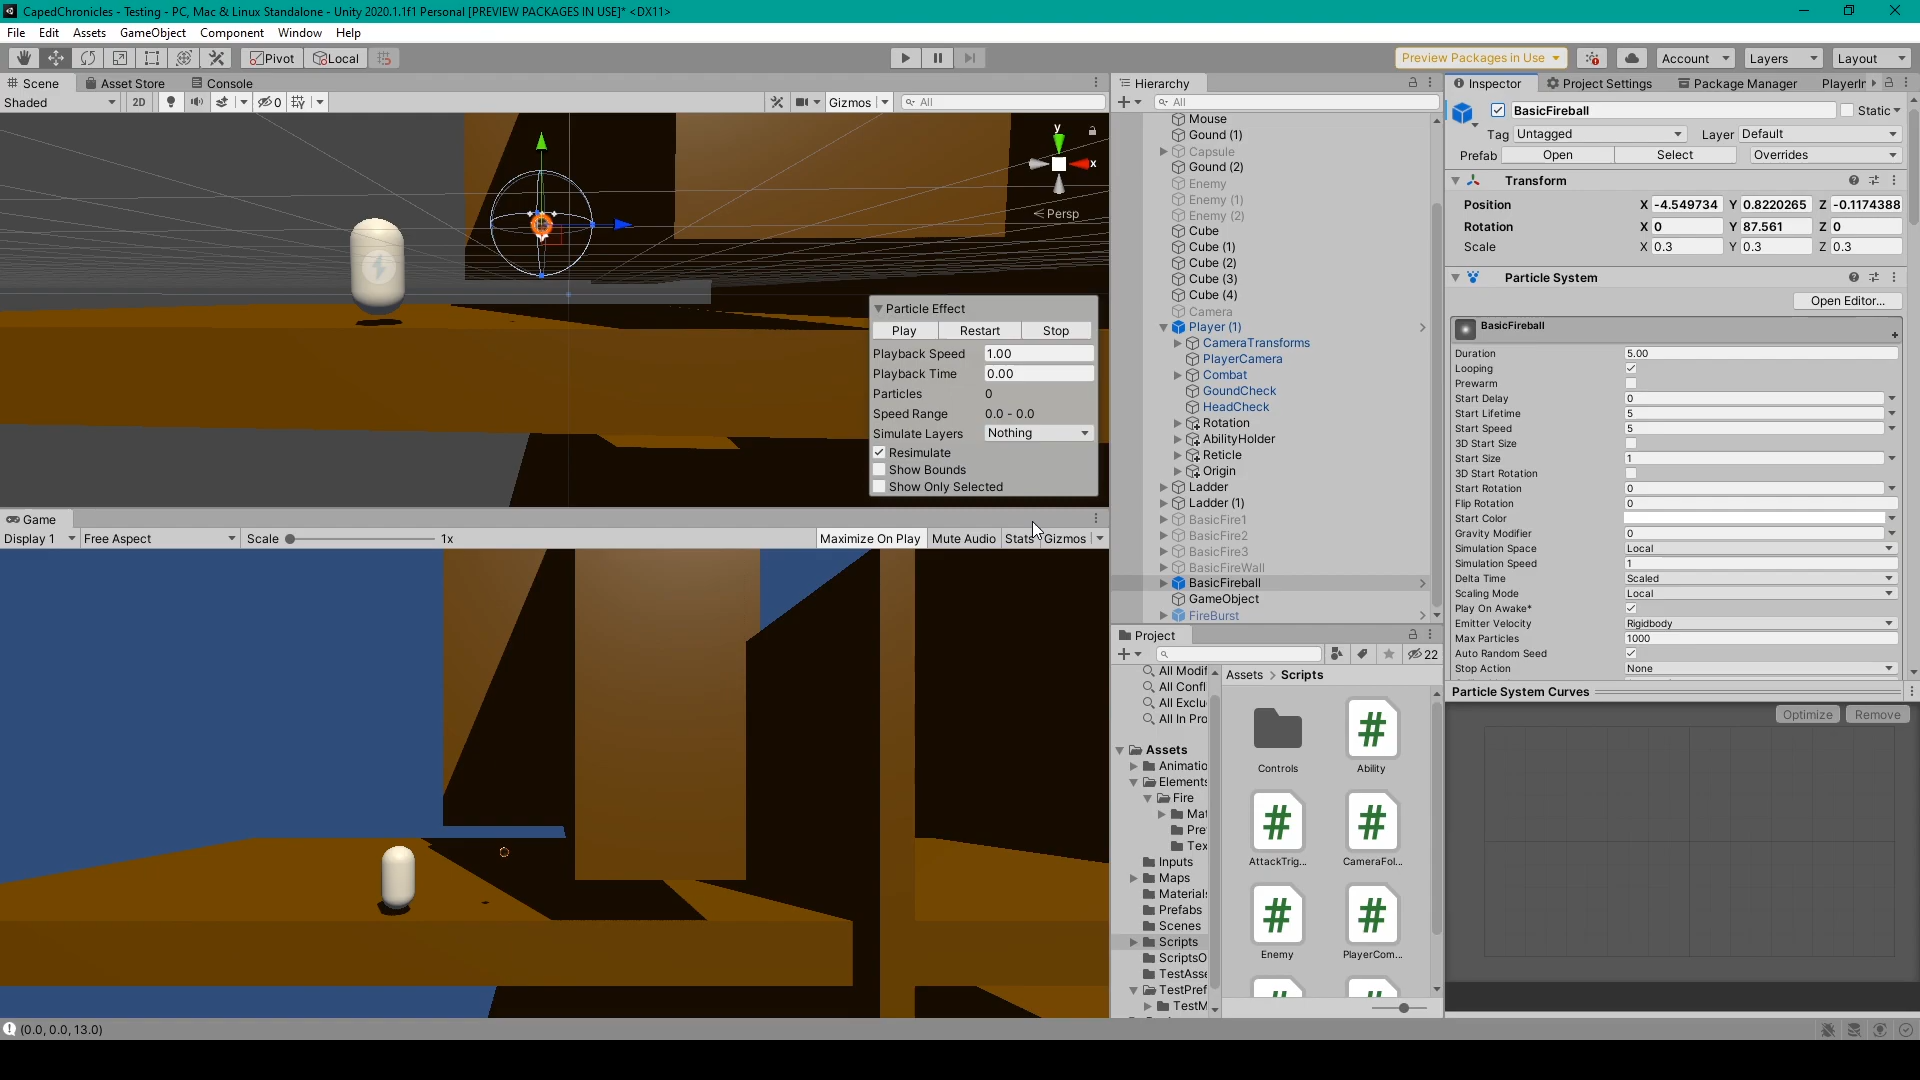 CapedChronicles - Testing - PC, Mac & Linux Standalone - Unity 2020.1.1f1 Personal [PREVIEW PACKAGES IN USE]* <DX11>
File Edit Assets GameObject Component Window Help
Pivot Local Preview Packages in Use Account Layers Layout
Scene Asset Store Console
Shaded 2D 0 Gizmos All
y
x
Persp
Particle Effect
Play Restart Stop
Playback Speed 1.00
Playback Time 0.00
Particles 0
Speed Range 0.0 - 0.0
Simulate Layers Nothing
Resimulate
Show Bounds
Show Only Selected
Game
Display 1 Free Aspect Scale 1x Maximize On Play Mute Audio Stats Gizmos
Hierarchy
All
Mouse
Gound (1)
Capsule
Gound (2)
Enemy
Enemy (1)
Enemy (2)
Cube
Cube (1)
Cube (2)
Cube (3)
Cube (4)
Camera
Player (1)
CameraTransforms
PlayerCamera
Combat
GoundCheck
HeadCheck
Rotation
AbilityHolder
Reticle
Origin
Ladder
Ladder (1)
BasicFire1
BasicFire2
BasicFire3
BasicFireWall
BasicFireball
GameObject
FireBurst
Project
22
All Modif
All Confl
All Exclu
All In Pro
Assets
Animatio
Elements
Fire
Mat
Pre
Tex
Inputs
Maps
Materials
Prefabs
Scenes
Scripts
ScriptsO
TestAsse
TestPref
TestM
Assets > Scripts
Controls Ability
AttackTrig... CameraFol...
Enemy PlayerCom...
Inspector Project Settings Package Manager PlayerIn
BasicFireball Static
Tag Untagged Layer Default
Prefab Open Select Overrides
Transform
Position X -4.549734 Y 0.8220265 Z -0.1174388
Rotation X 0 Y 87.561 Z 0
Scale X 0.3 Y 0.3 Z 0.3
Particle System
Open Editor...
BasicFireball
Duration 5.00
Looping
Prewarm
Start Delay 0
Start Lifetime 5
Start Speed 5
3D Start Size
Start Size 1
3D Start Rotation
Start Rotation 0
Flip Rotation 0
Start Color
Gravity Modifier 0
Simulation Space Local
Simulation Speed 1
Delta Time Scaled
Scaling Mode Local
Play On Awake*
Emitter Velocity Rigidbody
Max Particles 1000
Auto Random Seed
Stop Action None
Particle System Curves
Optimize Remove
(0.0, 0.0, 13.0)